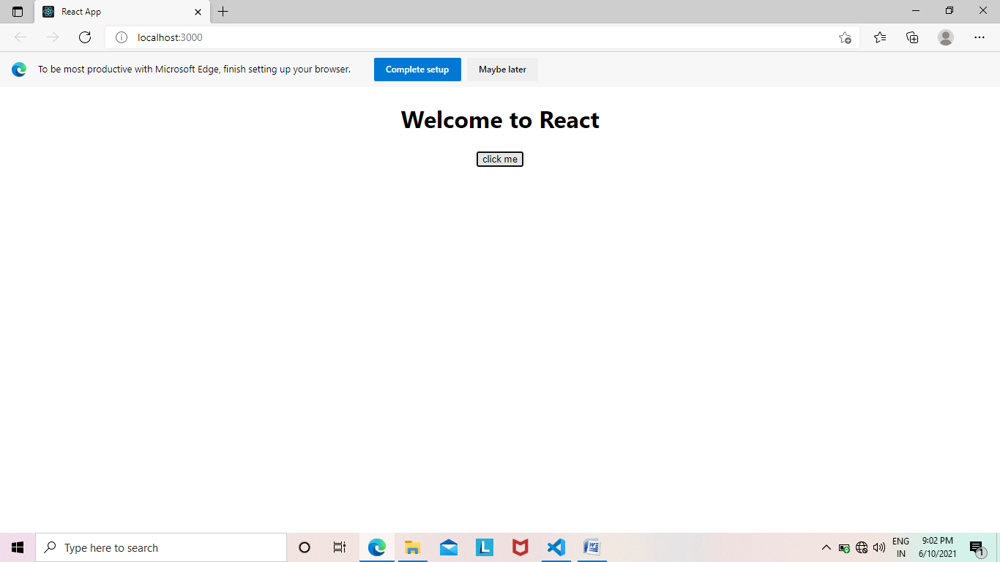 React App
localhost:3000
To be most productive with Microsoft Edge, finish setting up your browser. Complete setup Maybe later
Welcome to React
click me
Type here to search
L
W
ENG
IN
9:02 PM
6/10/2021
1